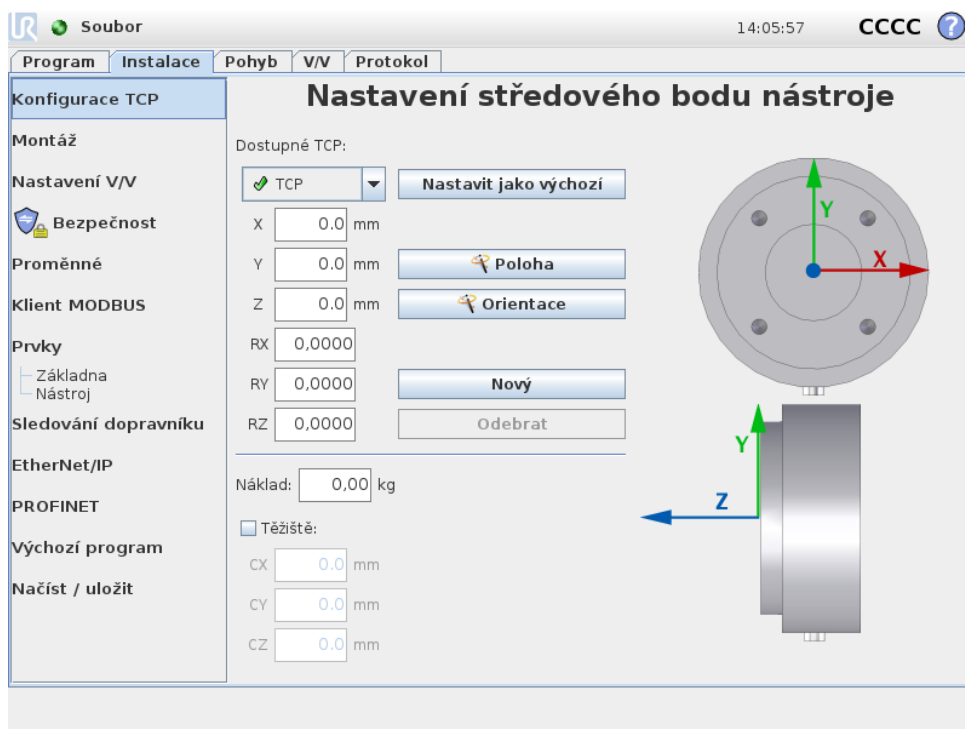 UR Soubor 14:05:57 CCCC ?
Program Instalace Pohyb V/V Protokol
Konfigurace TCP
Montáž
Nastavení V/V
Bezpečnost
Proměnné
Klient MODBUS
Prvky
Základna
Nástroj
Sledování dopravníku
EtherNet/IP
PROFINET
Výchozí program
Načíst / uložit
Nastavení středového bodu nástroje
Dostupné TCP:
TCP Nastavit jako výchozí
X 0.0 mm
Y 0.0 mm Poloha
Z 0.0 mm Orientace
RX 0,0000
RY 0,0000 Nový
RZ 0,0000 Odebrat
Náklad: 0,00 kg
Těžiště:
CX 0.0 mm
CY 0.0 mm
CZ 0.0 mm
Y
X
Y
Z